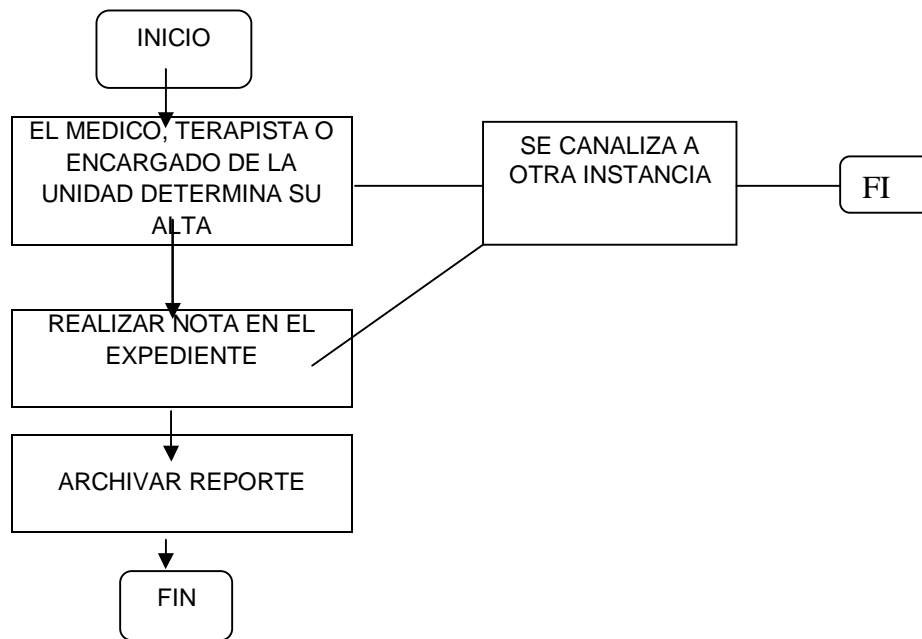 INICIO
EL MEDICO, TERAPISTA O
ENCARGADO DE LA
UNIDAD DETERMINA SU
ALTA
SE CANALIZA A
OTRA INSTANCIA
FI
REALIZAR NOTA EN EL
EXPEDIENTE
ARCHIVAR REPORTE
FIN